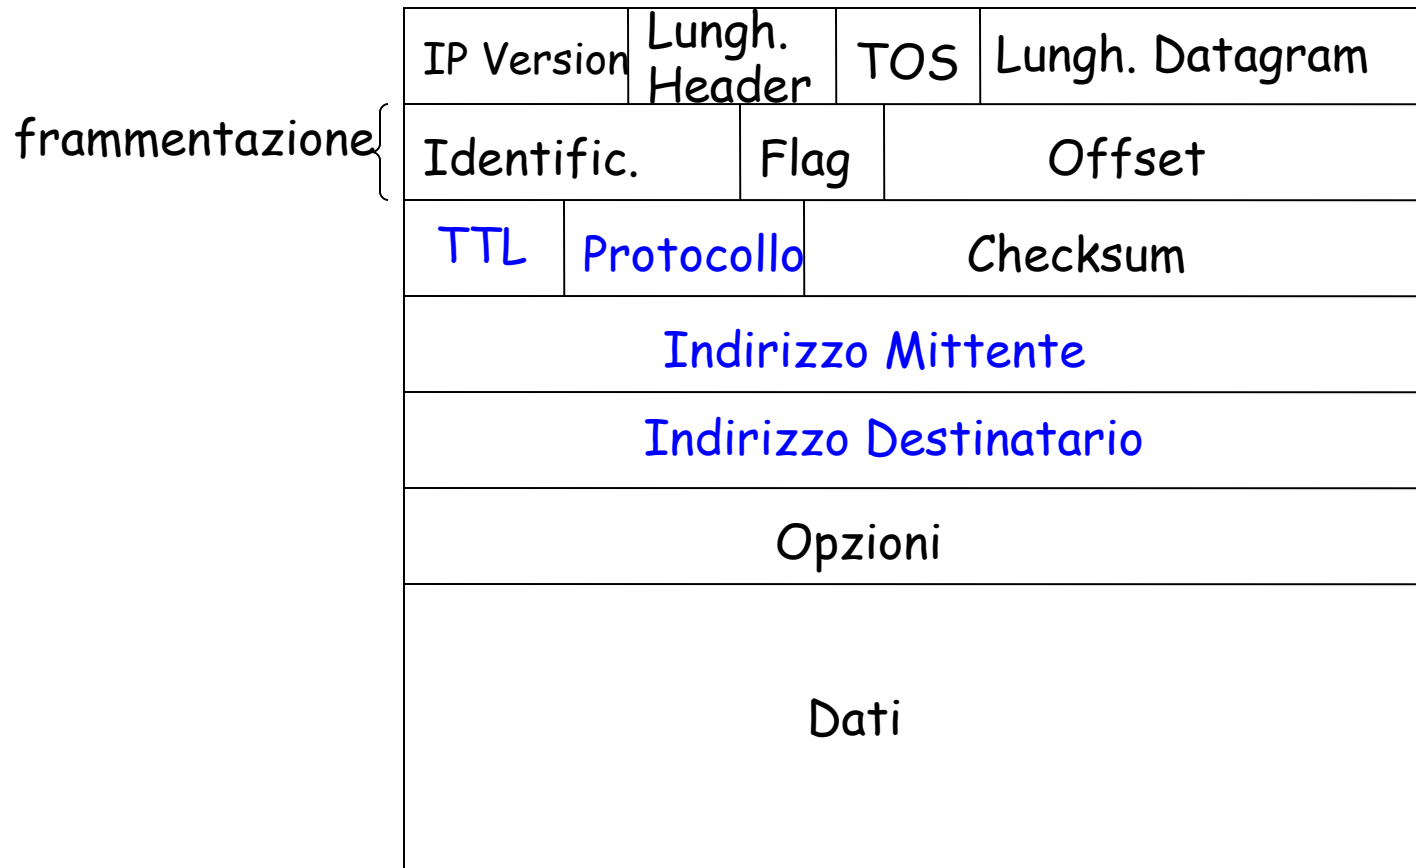 IP Version
Lungh.
Header
TOS
Lungh. Datagram
frammentazione
Identific.
Flag
Offset
TTL
Protocollo
Checksum
Indirizzo Mittente
Indirizzo Destinatario
Opzioni
Dati